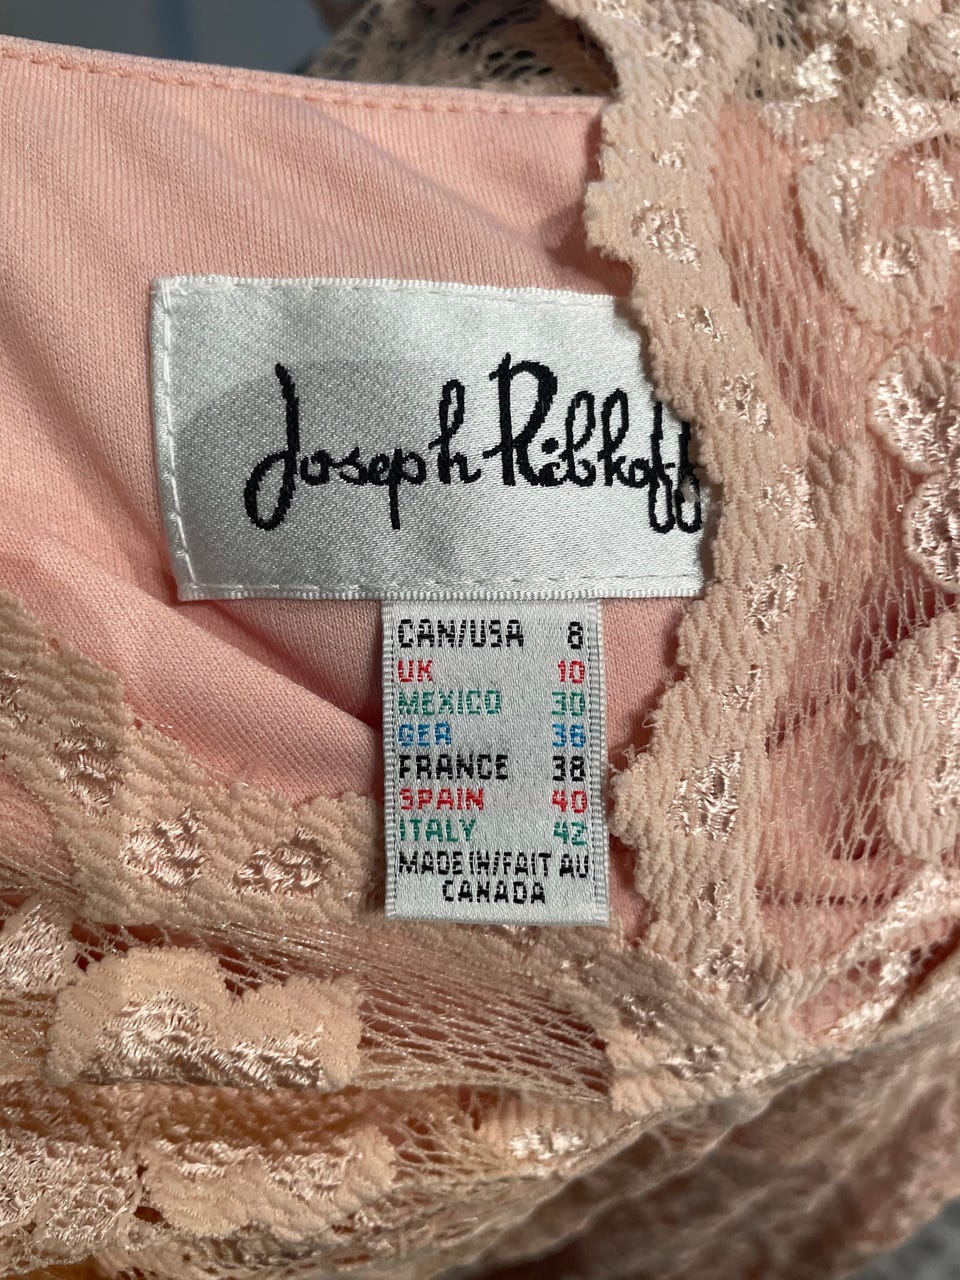 Joseph Ribkoff
CAN/USA 8
UK 10
MEXICO 30
GER 36
FRANCE 38
SPAIN 40
ITALY 42
MADE IN/FAIT AU
CANADA